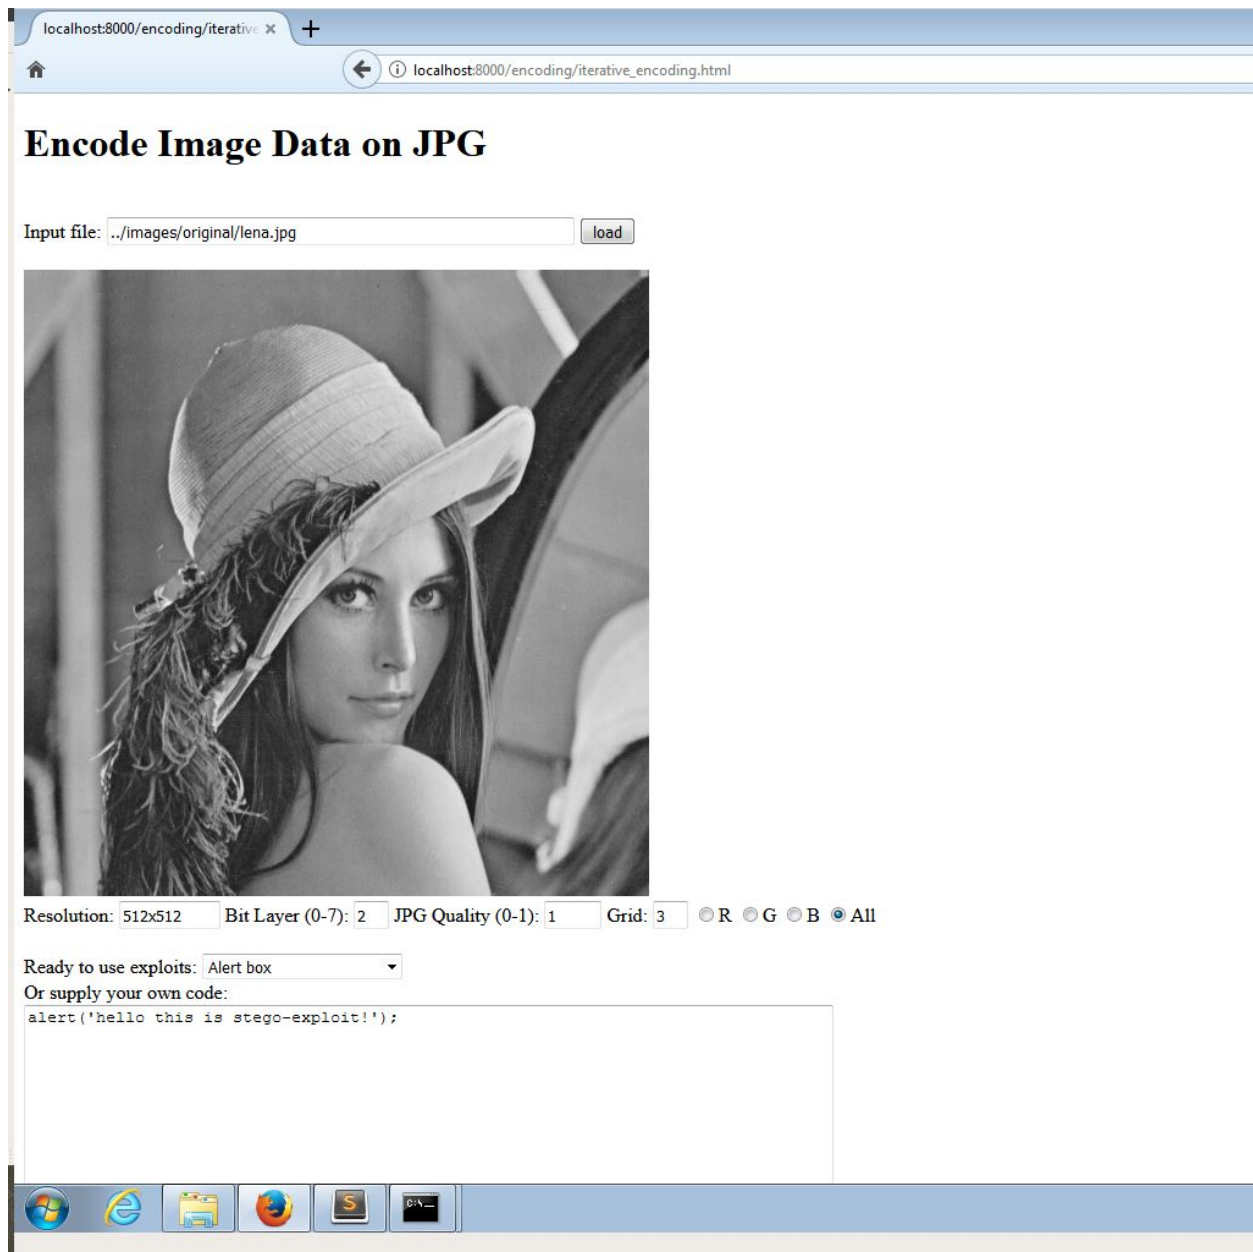 localhost:8000/encoding/iterative
localhost:8000/encoding/iterative_encoding.html
Encode Image Data on JPG
Input file: ../images/original/lena.jpg load
Resolution: 512x512 Bit Layer (0-7): 2 JPG Quality (0-1): 1 Grid: 3 R G B All
Ready to use exploits: Alert box
Or supply your own code:
alert('hello this is stego-exploit!');
S
C:\_